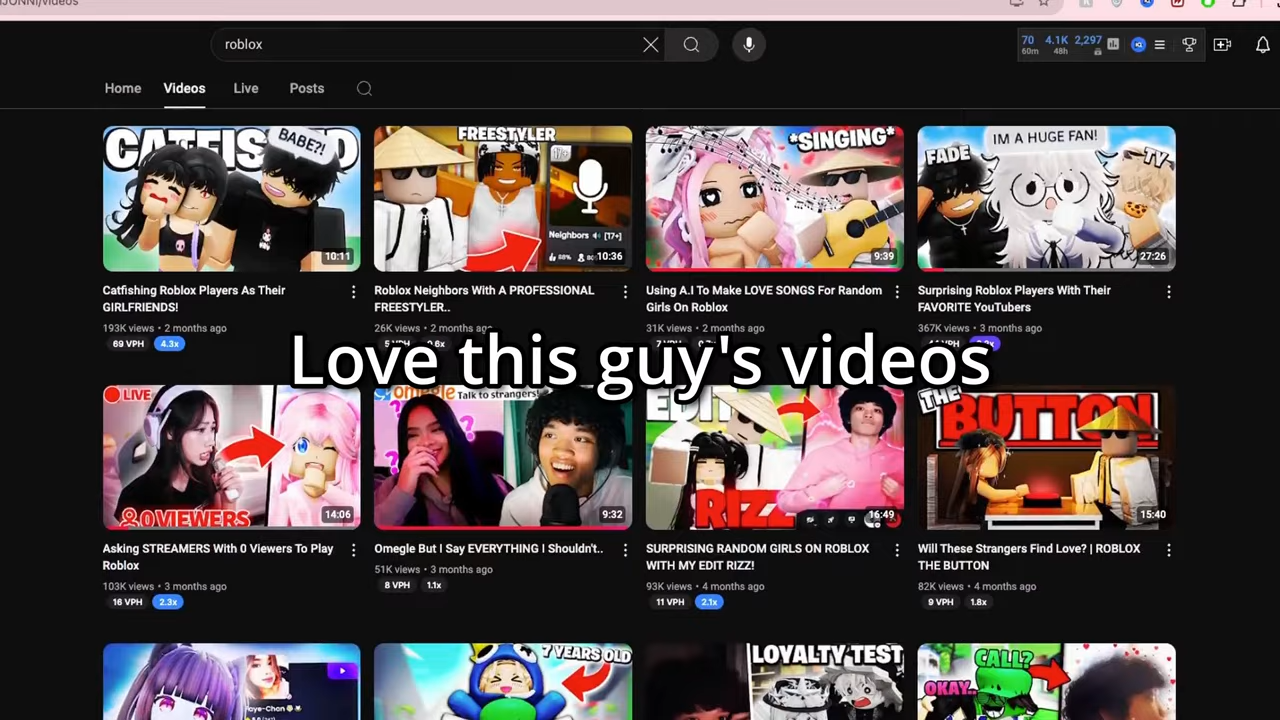 roblox
70 4.1K 2,297
60m 48h
Home Videos Live Posts
BABE?!
10:11
Catfishing Roblox Players As Their
GIRLFRIENDS!
193K views • 2 months ago
69 VPH 4.3x
FREESTYLER
Neighbors [17+]
10:36
Roblox Neighbors With A PROFESSIONAL
FREESTYLER..
26K views • 2 months ago
*SINGING*
9:39
Using A.I To Make LOVE SONGS For Random
Girls On Roblox
31K views • 2 months ago
FADE
IM A HUGE FAN!
TV
27:26
Surprising Roblox Players With Their
FAVORITE YouTubers
367K views • 3 months ago
Love this guy's videos
LIVE
0 VIEWERS
14:06
Asking STREAMERS With 0 Viewers To Play
Roblox
103K views • 3 months ago
16 VPH 2.3x
omegle Talk to strangers!
9:32
Omegle But I Say EVERYTHING I Shouldn't..
51K views • 3 months ago
8 VPH 1.1x
EDIT
RIZZ
16:49
SURPRISING RANDOM GIRLS ON ROBLOX
WITH MY EDIT RIZZ!
93K views • 4 months ago
11 VPH 2.1x
THE
BUTTON
15:40
Will These Strangers Find Love? | ROBLOX
THE BUTTON
82K views • 4 months ago
9 VPH 1.8x
7 YEARS OLD
LOYALTY TEST
CALL?
OKAY..